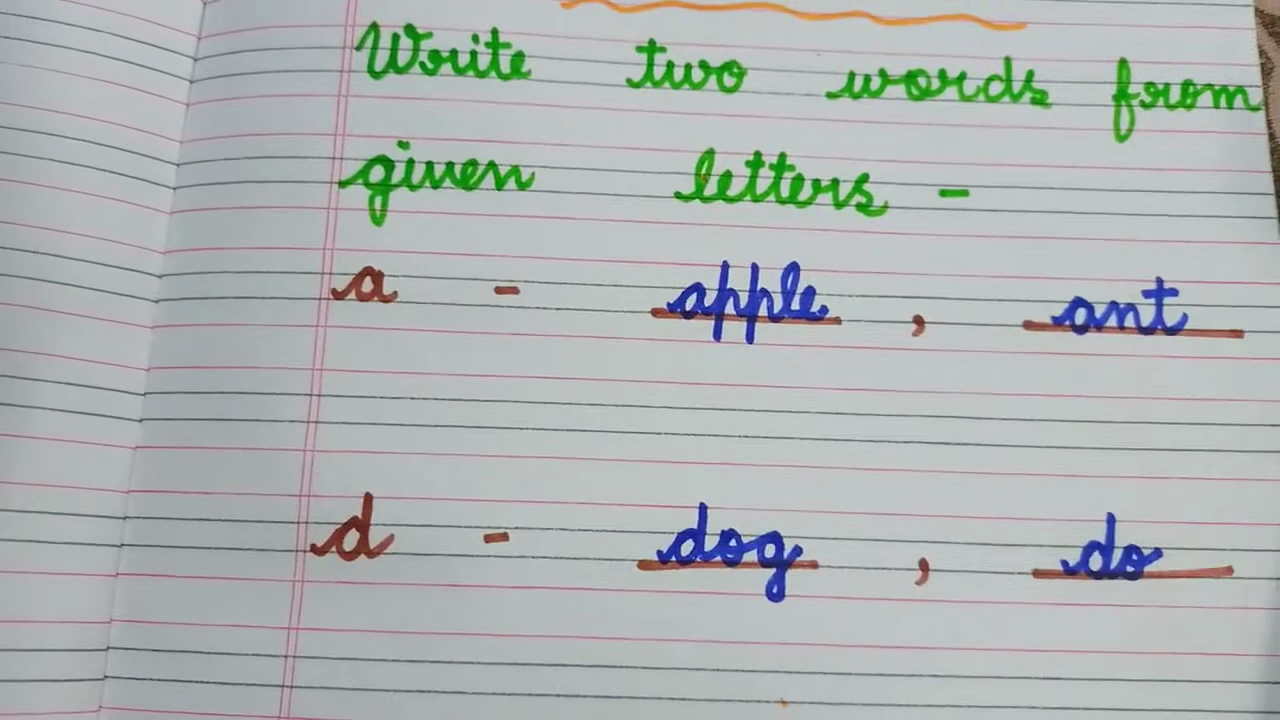 Write two words from
given letters -
a - apple , ant
d - dog , do